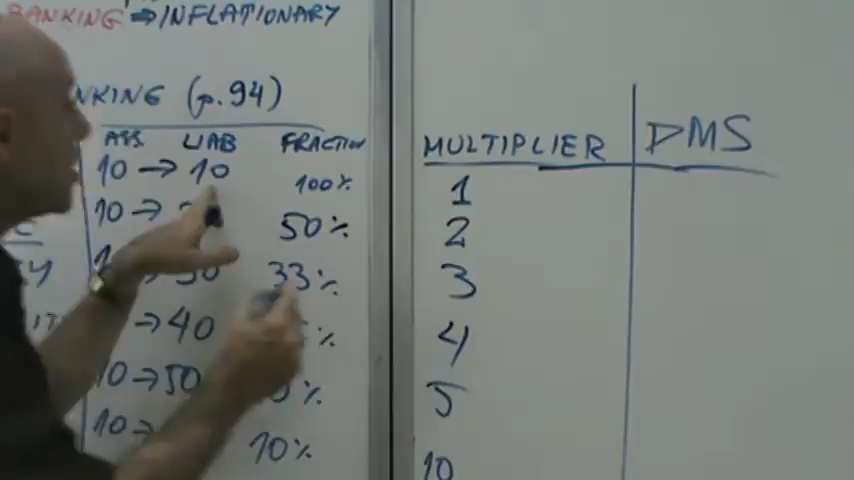 BANKING ⇒ INFLATIONARY
NKING (p.94)
ASS LIAB FRACTION
10 → 10 100%
10 → 50%
→ 30 33%
→ 40 %
10 → 50 %
10 → 10%
MULTIPLIER DMS
1
2
3
4
5
10